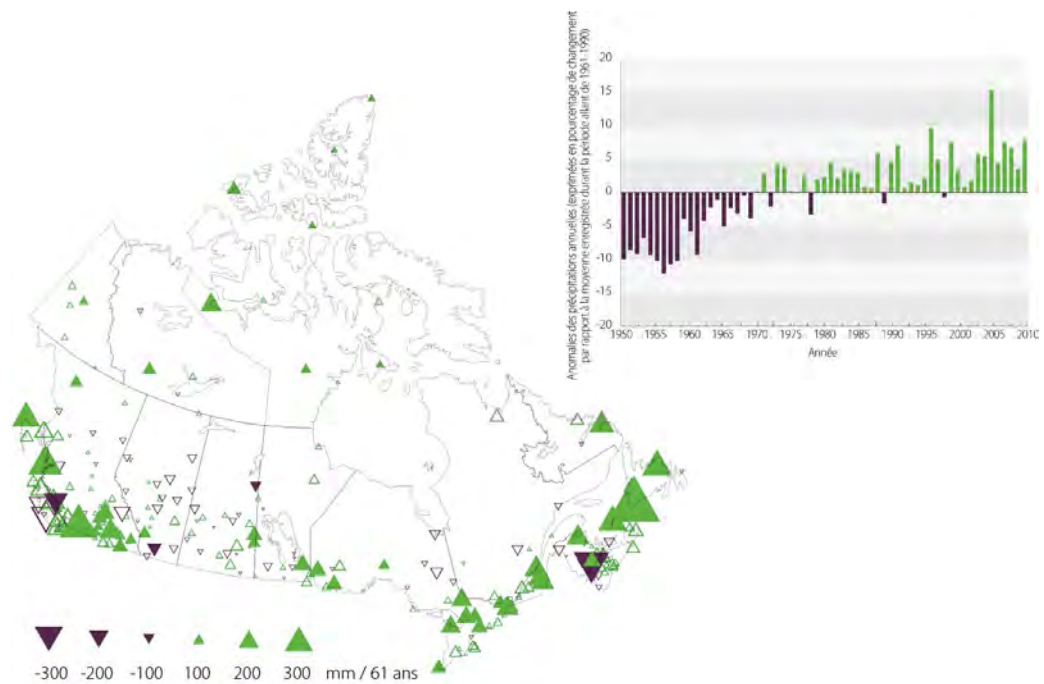 Anomalies des précipitations annuelles (exprimées en pourcentage de changement
par rapport à la moyenne enregistrée durant la période allant de 1961-1990)
20
15
10
5
0
-5
-10
-15
-20
1950 1955 1960 1965 1970 1975 1980 1985 1990 1995 2000 2005 2010
Année
-300 -200 -100 100 200 300 mm / 61 ans